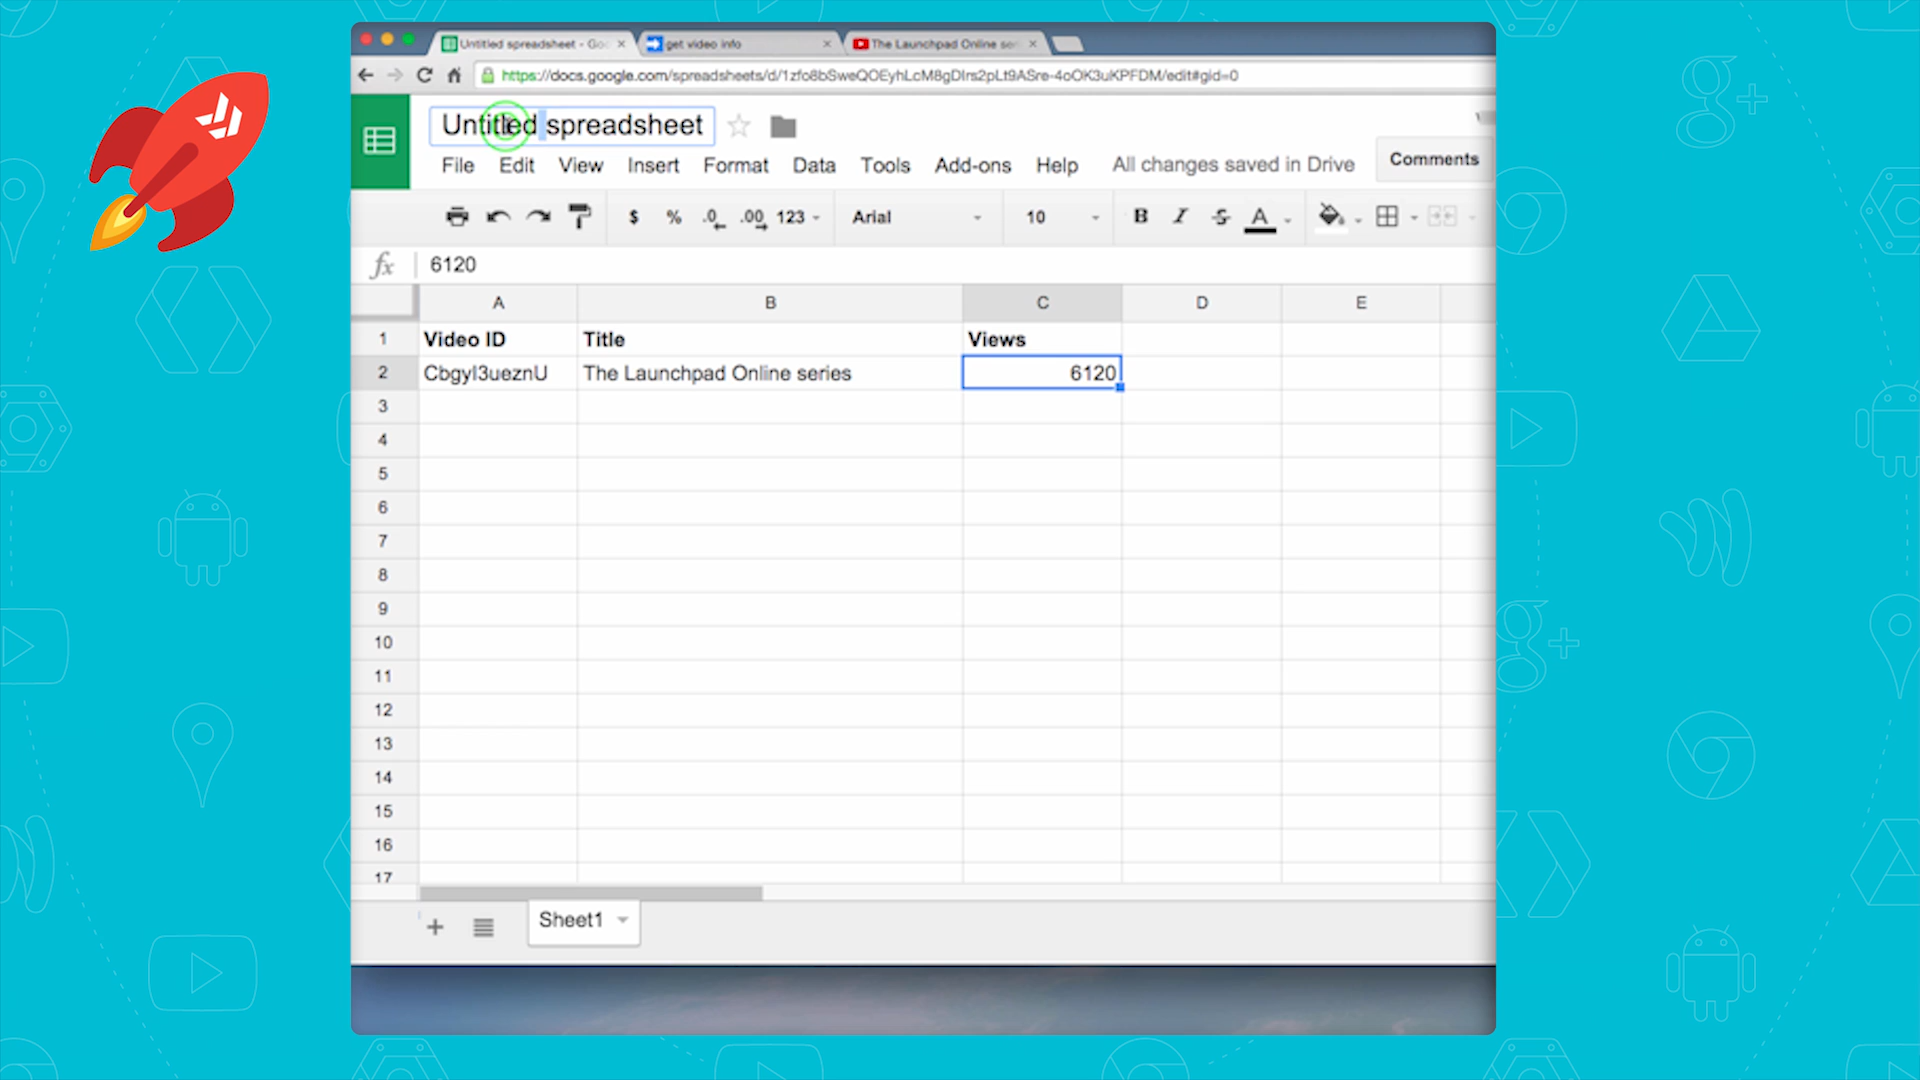 Untitled spreadsheet - Goo
get video info
The Launchpad Online seri
https://docs.google.com/spreadsheets/d/1zfo8bSweQOEyhLcM8gDIrs2pLt9ASre-4oOK3uKPFDM/edit#gid=0
Untitled spreadsheet
File Edit View Insert Format Data Tools Add-ons Help All changes saved in Drive Comments
$ % .0 .00 123 Arial 10 B I S A
fx 6120
A B C D E
1 Video ID Title Views
2 CbgyI3ueznU The Launchpad Online series 6120
3
4
5
6
7
8
9
10
11
12
13
14
15
16
17
+ Sheet1